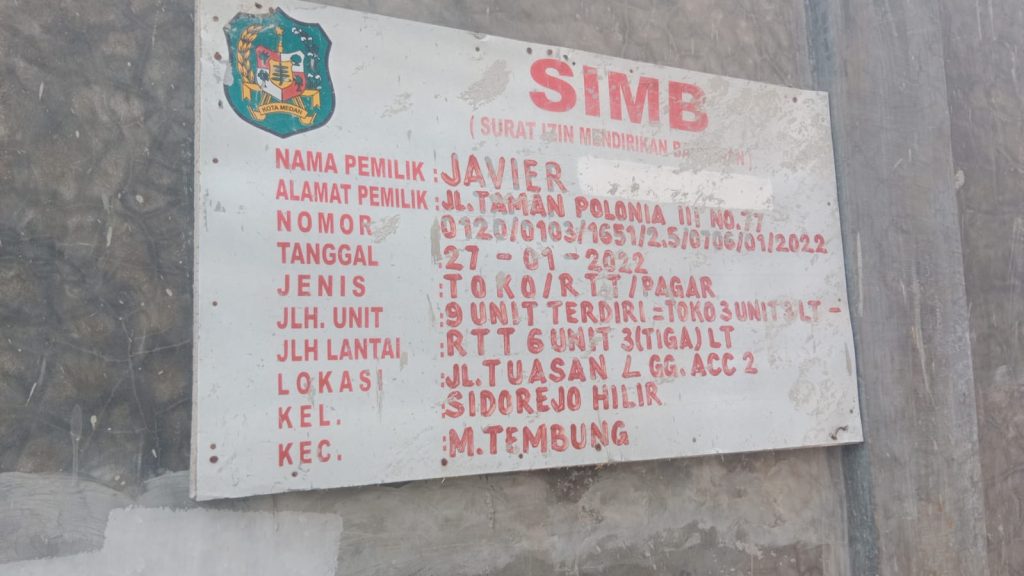 KOTA MEDAN
SIMB
( SURAT IZIN MENDIRIKAN BANGUNAN )
NAMA PEMILIK : JAVIER
ALAMAT PEMILIK : JL.TAMAN POLONIA III NO.77
NOMOR 0120/0103/1651/2.5/0706/01/2022
TANGGAL 27 - 01 - 2022
JENIS : TOKO/RTT/PAGAR
JLH. UNIT : 9 UNIT TERDIRI = TOKO 3 UNIT 3 LT -
JLH LANTAI : RTT 6 UNIT 3(TIGA) LT
LOKASI : JL.TUASAN ∠ GG. ACC 2
KEL. : SIDOREJO HILIR
KEC. : M.TEMBUNG